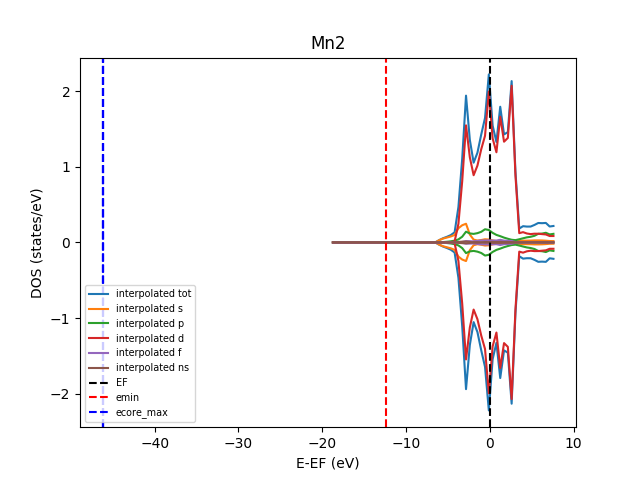 Mn2
DOS (states/eV)
2
1
0
−1
−2
interpolated tot
interpolated s
interpolated p
interpolated d
interpolated f
interpolated ns
EF
emin
ecore_max
−40
−30
−20
−10
0
10
E-EF (eV)